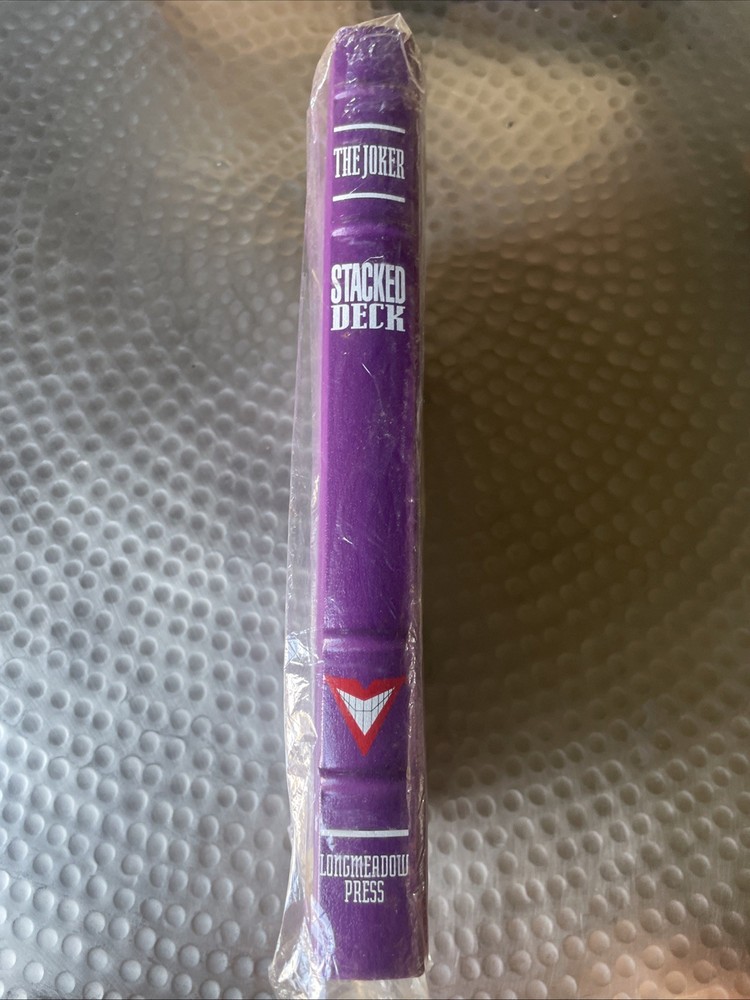 THE JOKER
STACKED
DECK
LONGMEADOW
PRESS